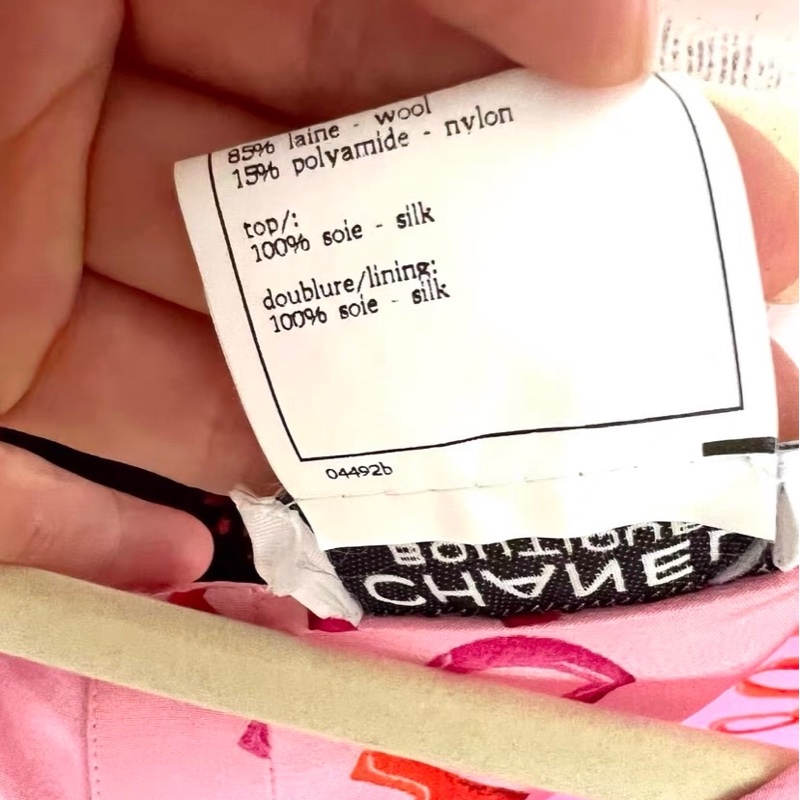 85% laine - wool
15% polyamide - nylon
top/:
100% soie - silk
doublure/lining:
100% soie - silk
04492b
BOUTIQUE
CHANEL